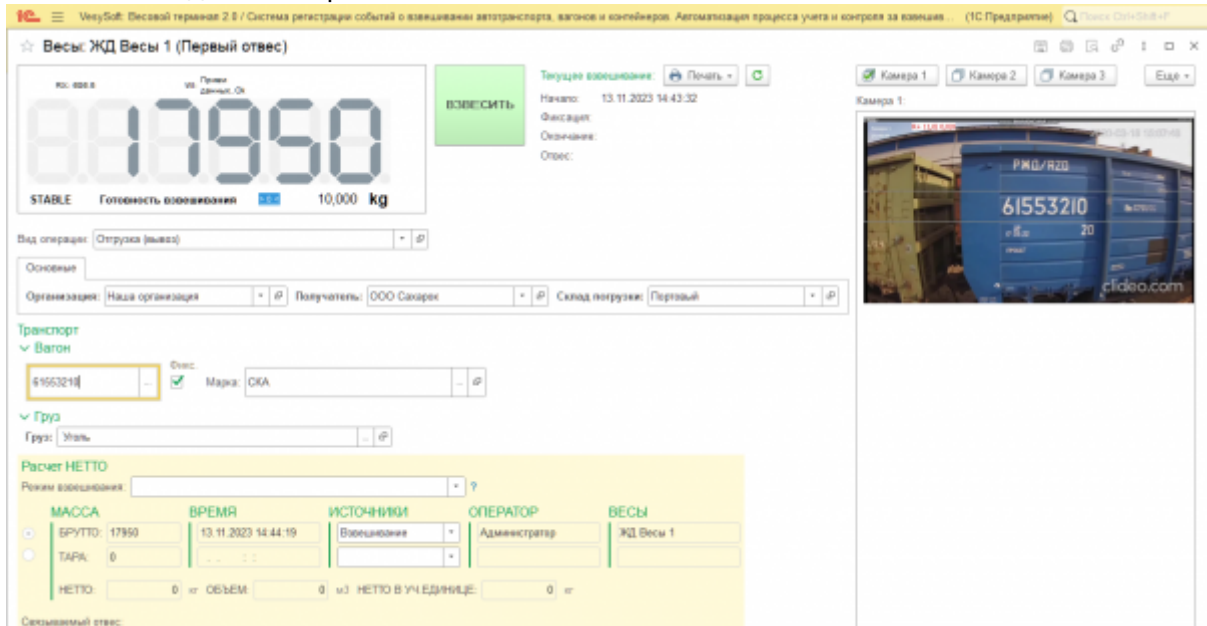 VesySoft: Весовой терминал 2.0 / Система регистрации событий о взвешивании автотранспорта, вагонов и контейнеров. Автоматизация процесса учета и контроля за взвешив... (1С:Предприятие) Поиск Ctrl+Shift+F
Весы: ЖД Весы 1 (Первый отвес)
Прием данных: Ok
17950
STABLE Готовность взвешивания 10,000 kg
ВЗВЕСИТЬ
Текущее взвешивание: Печать
Начало: 13.11.2023 14:43:32
Фиксация:
Окончание:
Отвес:
Камера 1 Камера 2 Камера 3 Еще
Камера 1:
РЖД/RZD
61553210
20
clideo.com
Вид операции: Отгрузка (вывоз)
Основные
Организация: Наша организация Получатель: ООО Сахарок Склад погрузки: Портовый
Транспорт
Вагон
Фикс.
61553210 ... Марка: СКА
Груз
Груз: Уголь
Расчет НЕТТО
Режим взвешивания: ?
МАССА ВРЕМЯ ИСТОЧНИКИ ОПЕРАТОР ВЕСЫ
БРУТТО: 17950 13.11.2023 14:44:19 Взвешивание Администратор ЖД Весы 1
ТАРА: 0 . . : :
НЕТТО: 0 кг ОБЪЕМ: 0 м3 НЕТТО В УЧ.ЕДИНИЦЕ: 0 кг
Связываемый отвес: